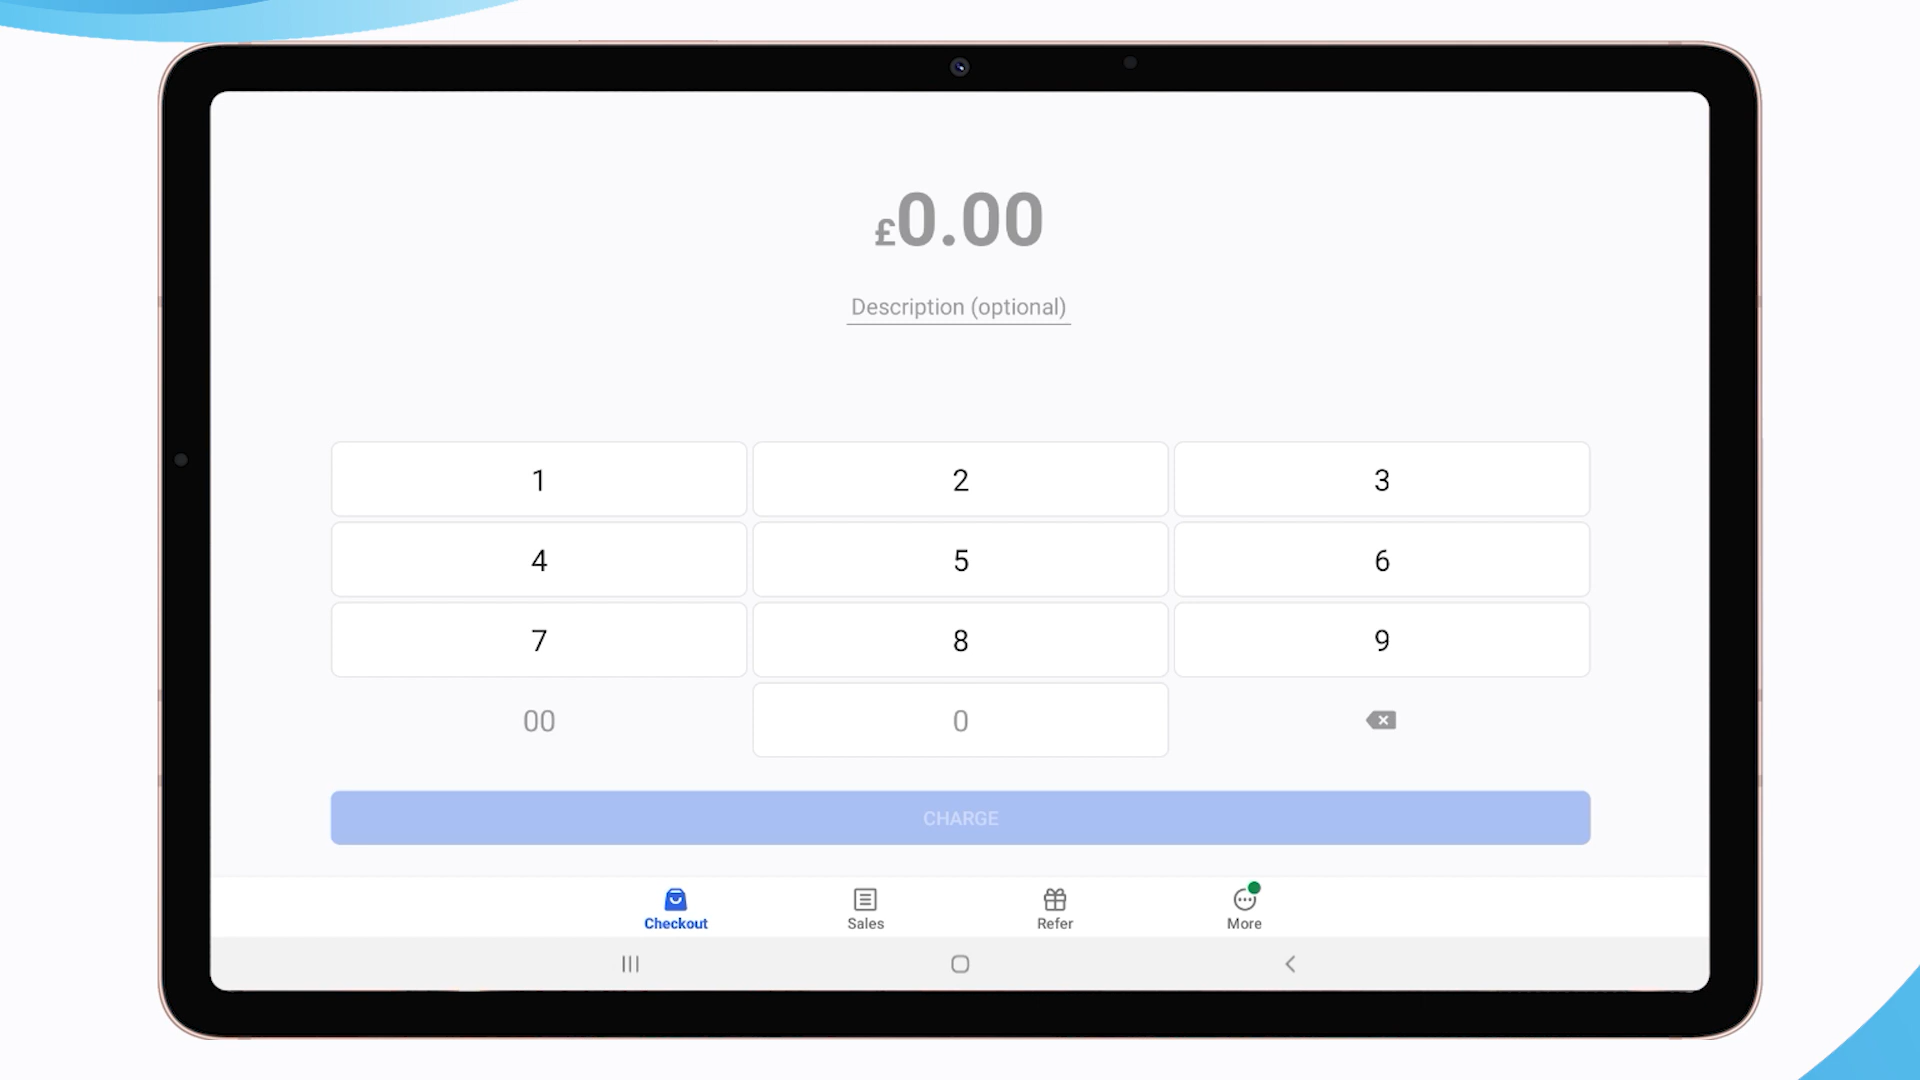 £0.00
Description (optional)
1 2 3
4 5 6
7 8 9
00 0
CHARGE
Checkout Sales Refer More